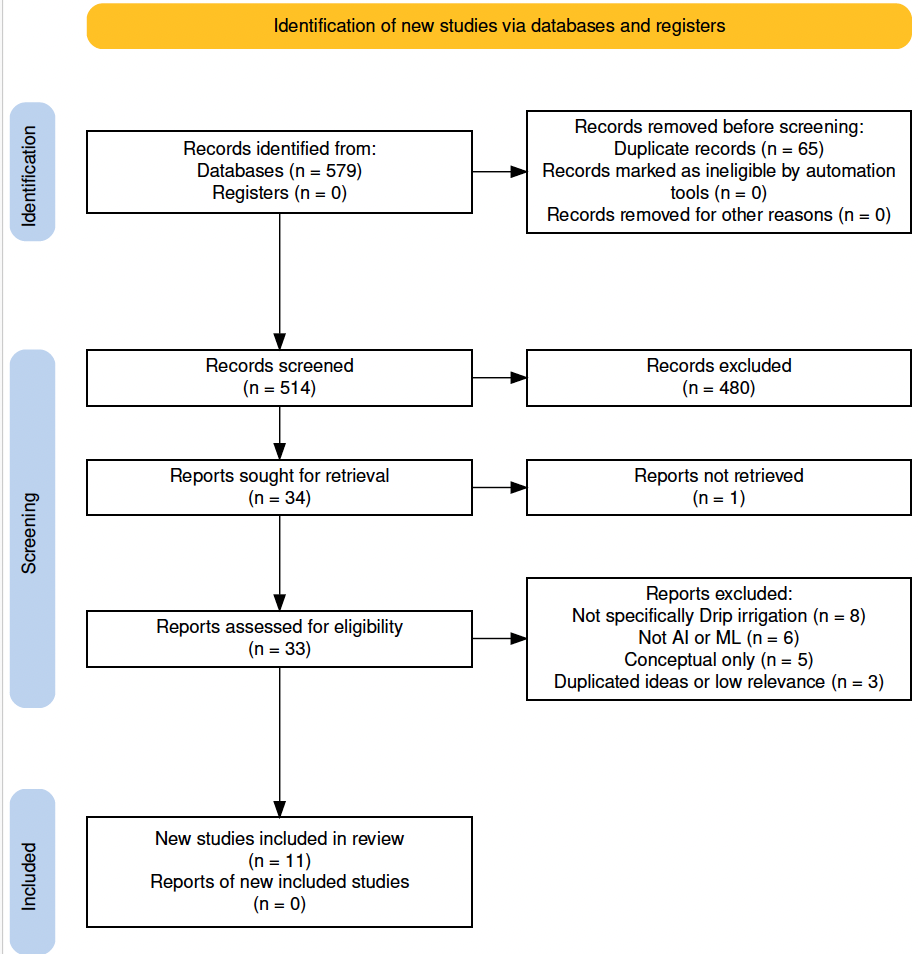 Identification of new studies via databases and registers
Identification
Records identified from:
Databases (n = 579)
Registers (n = 0)
Records removed before screening:
Duplicate records (n = 65)
Records marked as ineligible by automation
tools (n = 0)
Records removed for other reasons (n = 0)
Screening
Records screened
(n = 514)
Records excluded
(n = 480)
Reports sought for retrieval
(n = 34)
Reports not retrieved
(n = 1)
Reports assessed for eligibility
(n = 33)
Reports excluded:
Not specifically Drip irrigation (n = 8)
Not AI or ML (n = 6)
Conceptual only (n = 5)
Duplicated ideas or low relevance (n = 3)
Included
New studies included in review
(n = 11)
Reports of new included studies
(n = 0)